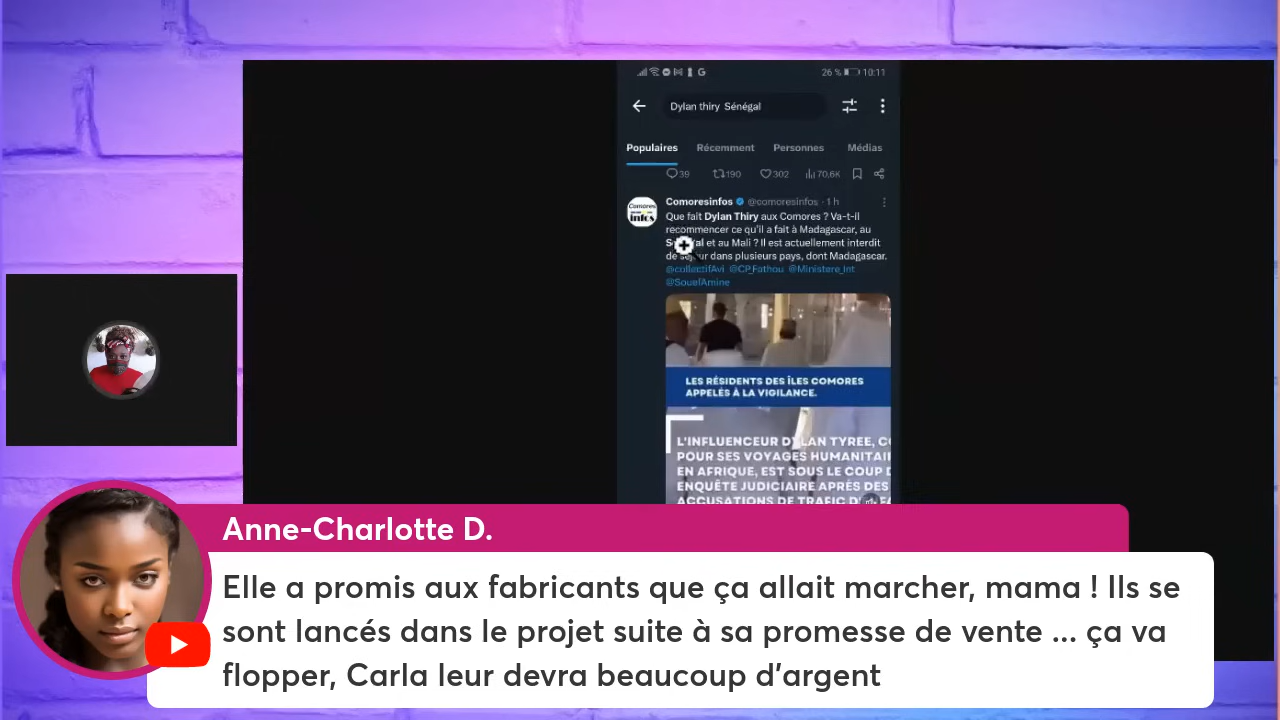 26 % 10:11
Dylan thiry Sénégal
Populaires Récemment Personnes Médias
39 190 302 70,6K
Comoresinfos @comoresinfos · 1 h
Que fait Dylan Thiry aux Comores ? Va-t-il
recommencer ce qu'il a fait à Madagascar, au
et au Mali ? Il est actuellement interdit
de séjour dans plusieurs pays, dont Madagascar.
@collectifAvi @CP_Fathou @Ministere_Int
@SouefAmine
Comores
infos
LES RÉSIDENTS DES ÎLES COMORES
APPELÉS À LA VIGILANCE.
L'INFLUENCEUR DYLAN TYREE, C
POUR SES VOYAGES HUMANITAI
EN AFRIQUE, EST SOUS LE COUP D
ENQUÊTE JUDICIAIRE APRÈS DES
ACCUSATIONS DE TRAFIC
Anne-Charlotte D.
Elle a promis aux fabricants que ça allait marcher, mama ! Ils se
sont lancés dans le projet suite à sa promesse de vente ... ça va
flopper, Carla leur devra beaucoup d'argent